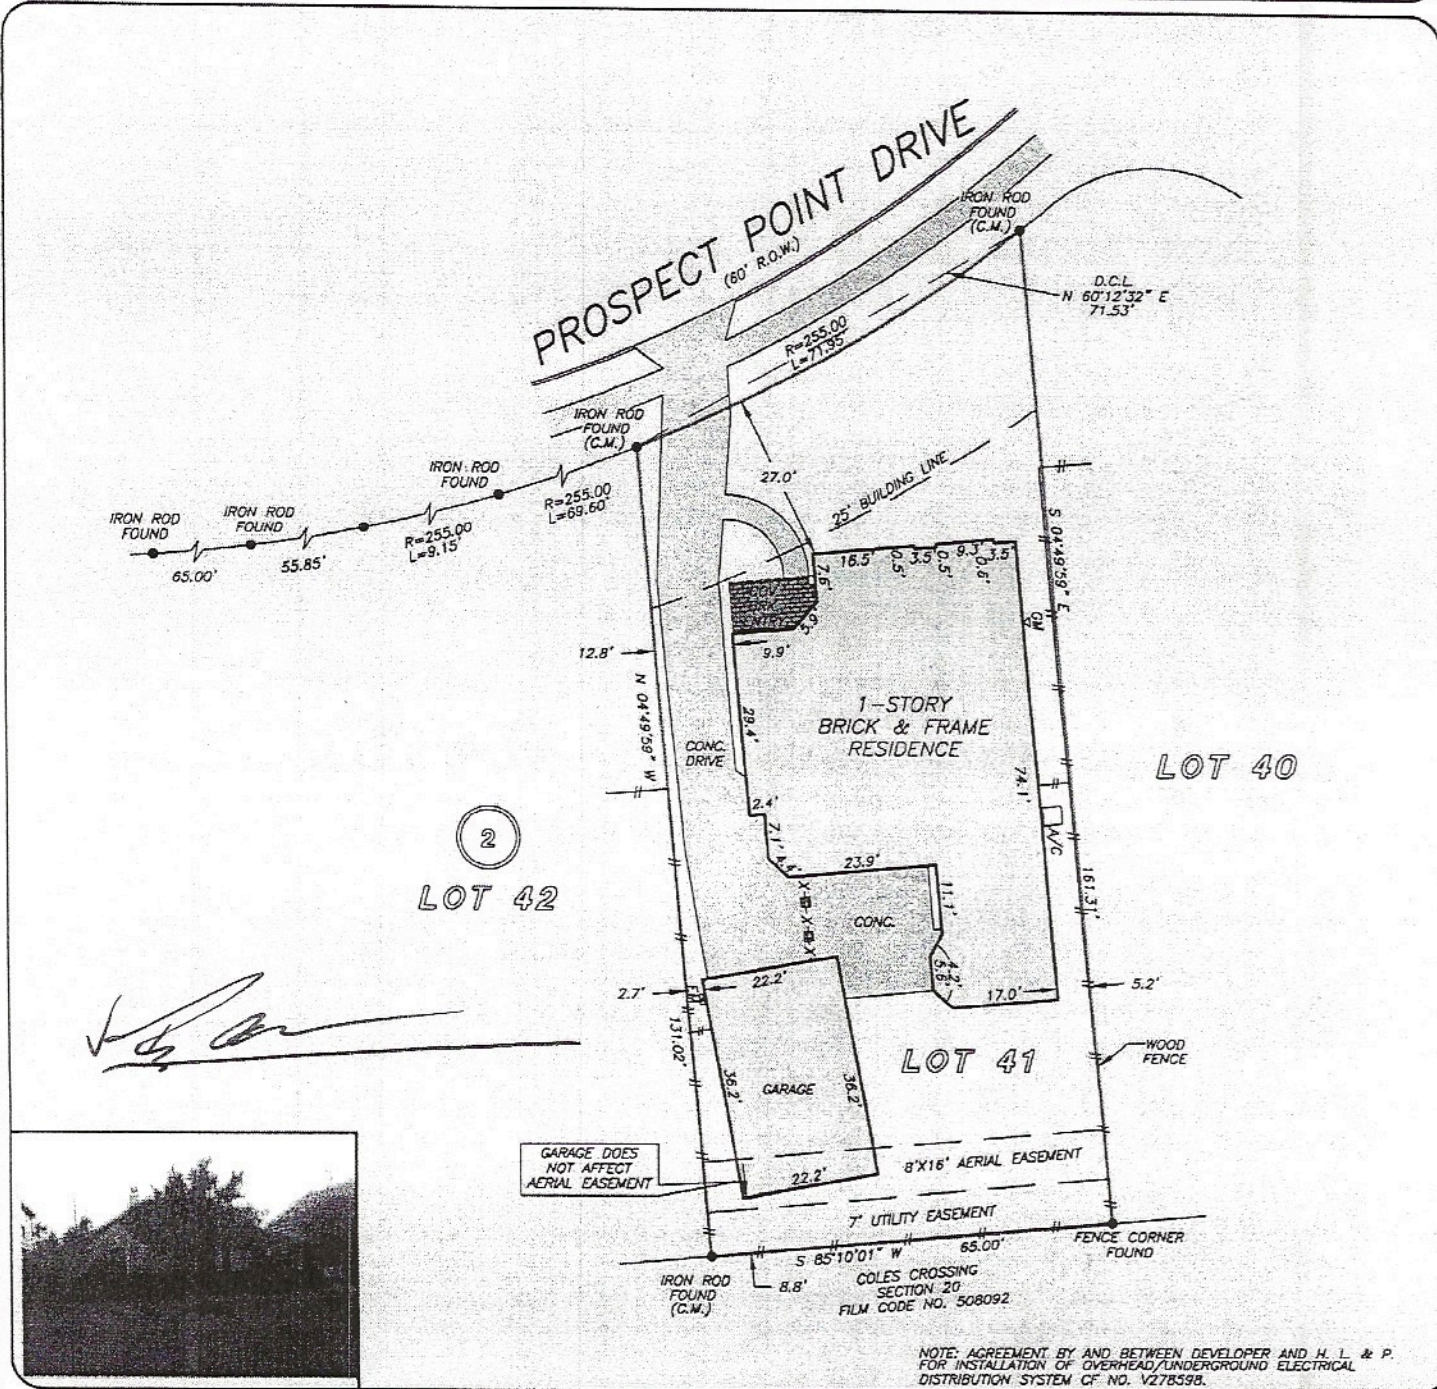 PROSPECT POINT DRIVE
(60' R.O.W.)
IRON ROD
FOUND
(C.M.)
D.C.L.
N 60°12'32" E
71.53'
R=255.00
L=71.95'
IRON ROD
FOUND
(C.M.)
IRON ROD
FOUND
IRON ROD
FOUND
IRON ROD
FOUND
65.00'
55.85'
R=255.00
L=9.15'
R=255.00
L=69.60'
27.0'
25' BUILDING LINE
S 04°49'59" E
16.5'
0.5'
3.5'
0.5'
9.3'
0.6'
3.5'
7.6'
COV.
BRK.
ENTRY
5.9'
9.9'
GM
12.8'
N 04°49'59" W
29.4'
CONC.
DRIVE
1-STORY
BRICK & FRAME
RESIDENCE
74.1'
LOT 40
2
LOT 42
2.4'
7.1'
4.4'
23.9'
A/C
X X X
CONC.
11.1'
161.31'
4.2'
5.6'
17.0'
5.2'
2.7'
22.2'
131.02'
WOOD
FENCE
LOT 41
36.2'
GARAGE
36.2'
GARAGE DOES
NOT AFFECT
AERIAL EASEMENT
22.2'
8'X16' AERIAL EASEMENT
7' UTILITY EASEMENT
S 85°10'01" W
65.00'
FENCE CORNER
FOUND
IRON ROD
FOUND
(C.M.)
8.8'
COLES CROSSING
SECTION 20
FILM CODE NO. 508092
NOTE: AGREEMENT BY AND BETWEEN DEVELOPER AND H. L. & P.
FOR INSTALLATION OF OVERHEAD/UNDERGROUND ELECTRICAL
DISTRIBUTION SYSTEM CF NO. V278598.